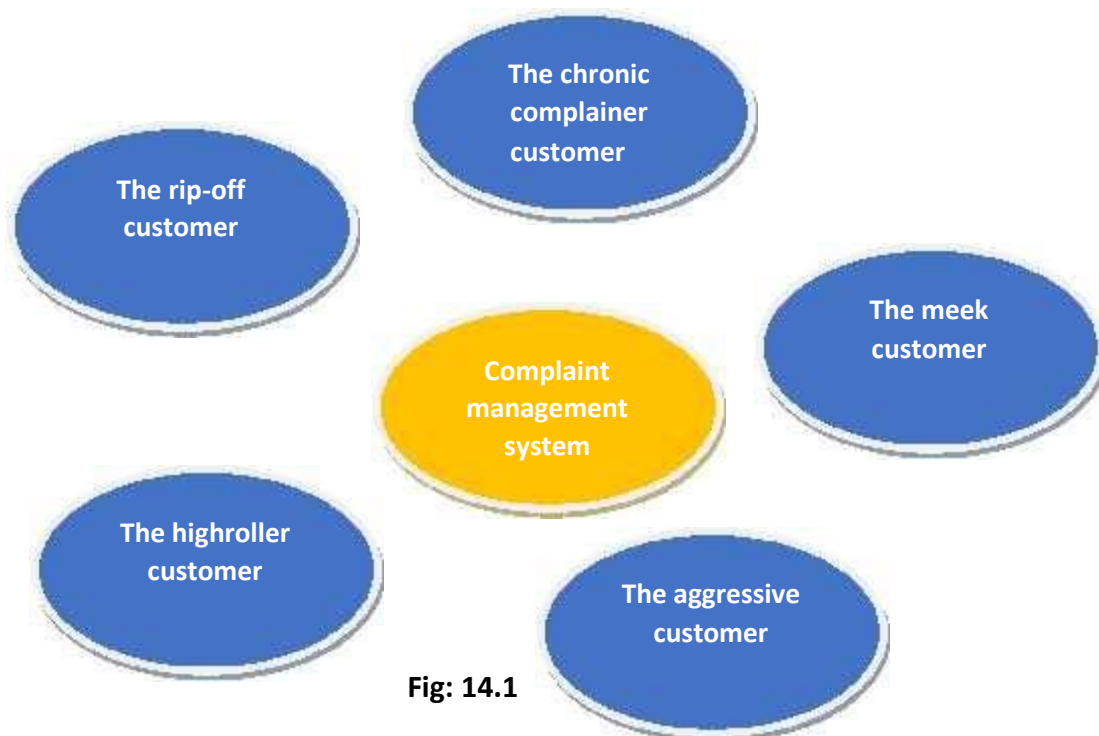 The chronic
complainer
customer
The rip-off
customer
The meek
customer
Complaint
management
system
The highroller
customer
The aggressive
customer
Fig: 14.1